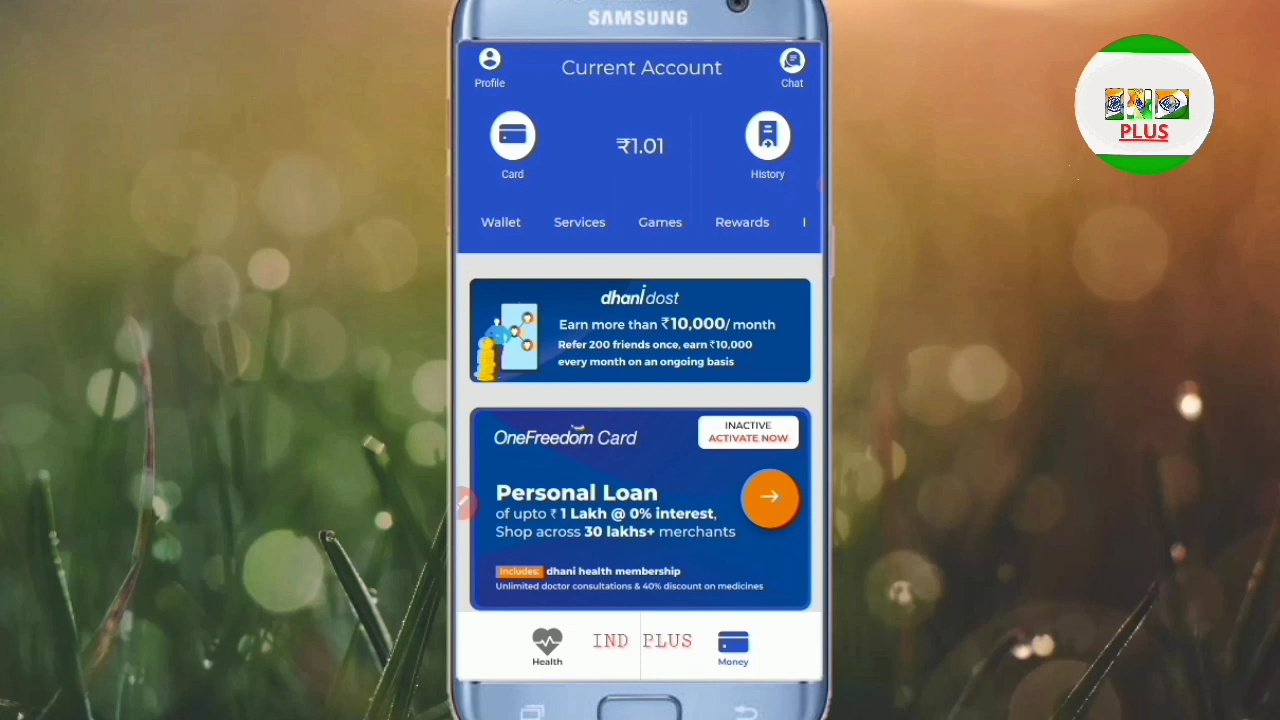 SAMSUNG
Profile
Current Account
Chat
Card
₹1.01
History
Wallet Services Games Rewards
dhani dost
Earn more than ₹10,000/ month
Refer 200 friends once, earn ₹10,000
every month on an ongoing basis
OneFreedom Card
INACTIVE
ACTIVATE NOW
Personal Loan
of upto ₹ 1 Lakh @ 0% interest,
Shop across 30 lakhs+ merchants
Includes: dhani health membership
Unlimited doctor consultations & 40% discount on medicines
Health
IND PLUS
Money
IND
PLUS